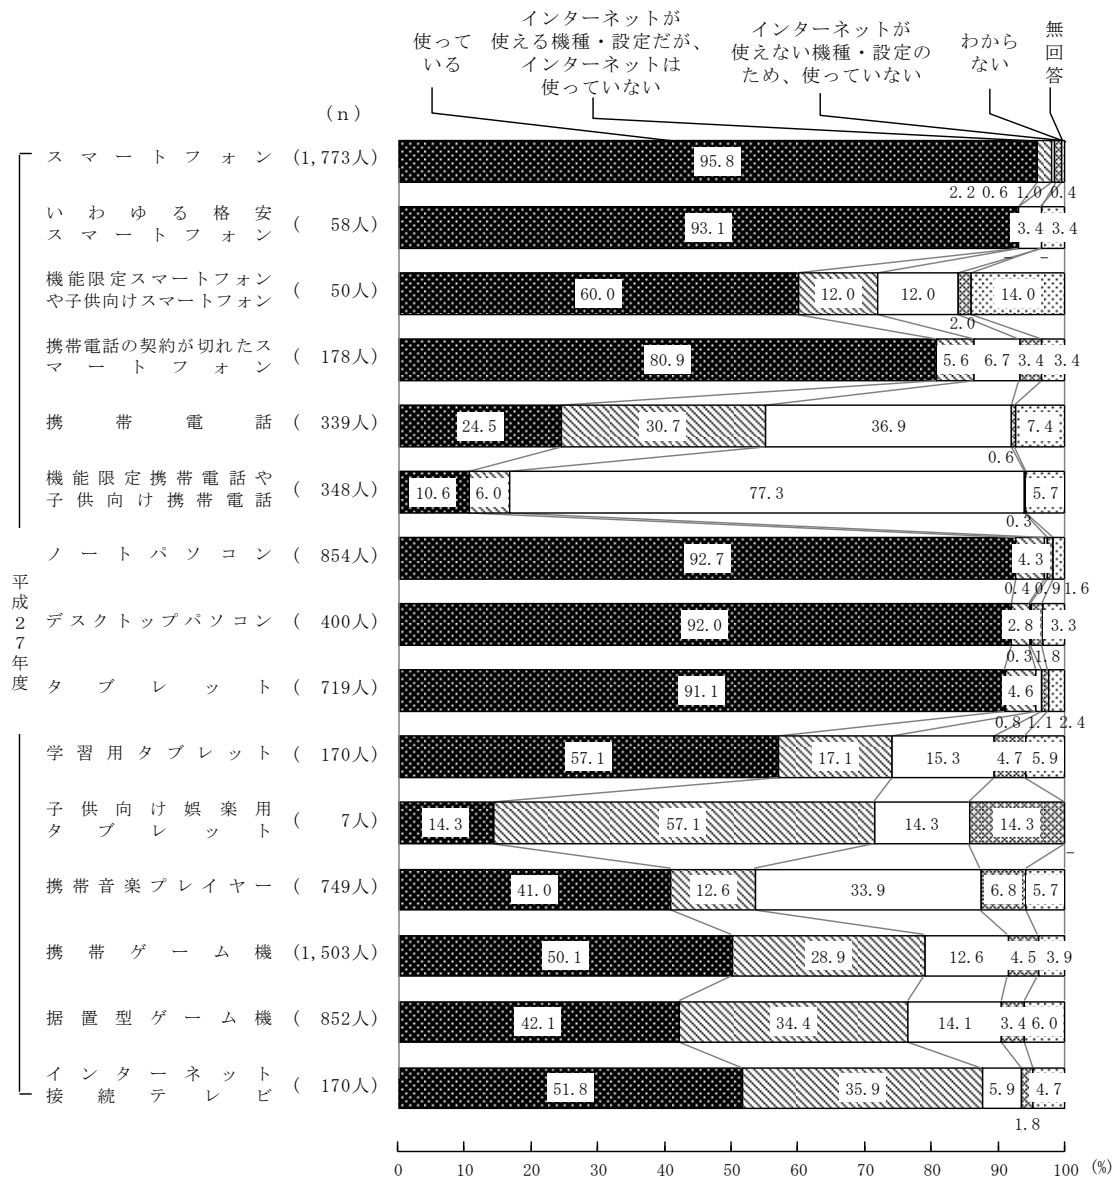 使って
いる
インターネットが
使える機種・設定だが、
インターネットは
使っていない
インターネットが
使えない機種・設定の
ため、使っていない
わから
ない
無
回
答
(n)
平
成
2
7
年
度
スマートフォン (1,773人)
95.8
2.2 0.6 1.0 0.4
いわゆる格安
スマートフォン ( 58人)
93.1 3.4 3.4
- -
機能限定スマートフォン
や子供向けスマートフォン ( 50人)
60.0 12.0 12.0 14.0
2.0
携帯電話の契約が切れたス
マートフォン ( 178人)
80.9 5.6 6.7 3.4 3.4
携帯電話 ( 339人)
24.5 30.7 36.9 7.4
0.6
機能限定携帯電話や
子供向け携帯電話 ( 348人)
10.6 6.0 77.3 5.7
0.3
ノートパソコン ( 854人)
92.7 4.3
0.4 0.9 1.6
デスクトップパソコン ( 400人)
92.0 2.8 3.3
0.3 1.8
タブレット ( 719人)
91.1 4.6
0.8 1.1 2.4
学習用タブレット ( 170人)
57.1 17.1 15.3 4.7 5.9
子供向け娯楽用
タブレット ( 7人)
14.3 57.1 14.3 14.3
-
携帯音楽プレイヤー ( 749人)
41.0 12.6 33.9 6.8 5.7
携帯ゲーム機 (1,503人)
50.1 28.9 12.6 4.5 3.9
据置型ゲーム機 ( 852人)
42.1 34.4 14.1 3.4 6.0
インターネット
接続テレビ ( 170人)
51.8 35.9 5.9 4.7
1.8
0 10 20 30 40 50 60 70 80 90 100 (%)